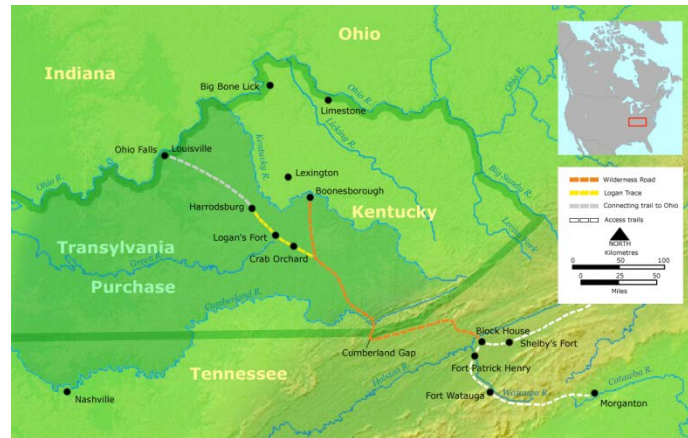 Ohio
Indiana
Big Bone Lick
Ohio R.
Ohio R.
Limestone
Licking R.
Ohio Falls
Louisville
Kentucky R.
Lexington
Big Sandy R.
Ohio R.
Boonesborough
Harrodsburg
Kentucky
Levisa Fork
Logan's Fort
Transylvania
Green R.
Crab Orchard
Purchase
Cumberland R.
Block House
Cumberland Gap
Shelby's Fort
Fort Patrick Henry
Tennessee
Holston R.
Fort Watauga
Watauga R.
Catawba R.
Nashville
Morganton
Wilderness Road
Logan Trace
Connecting trail to Ohio
Access trails
NORTH
Kilometres
0 50 100
0 25 50
Miles